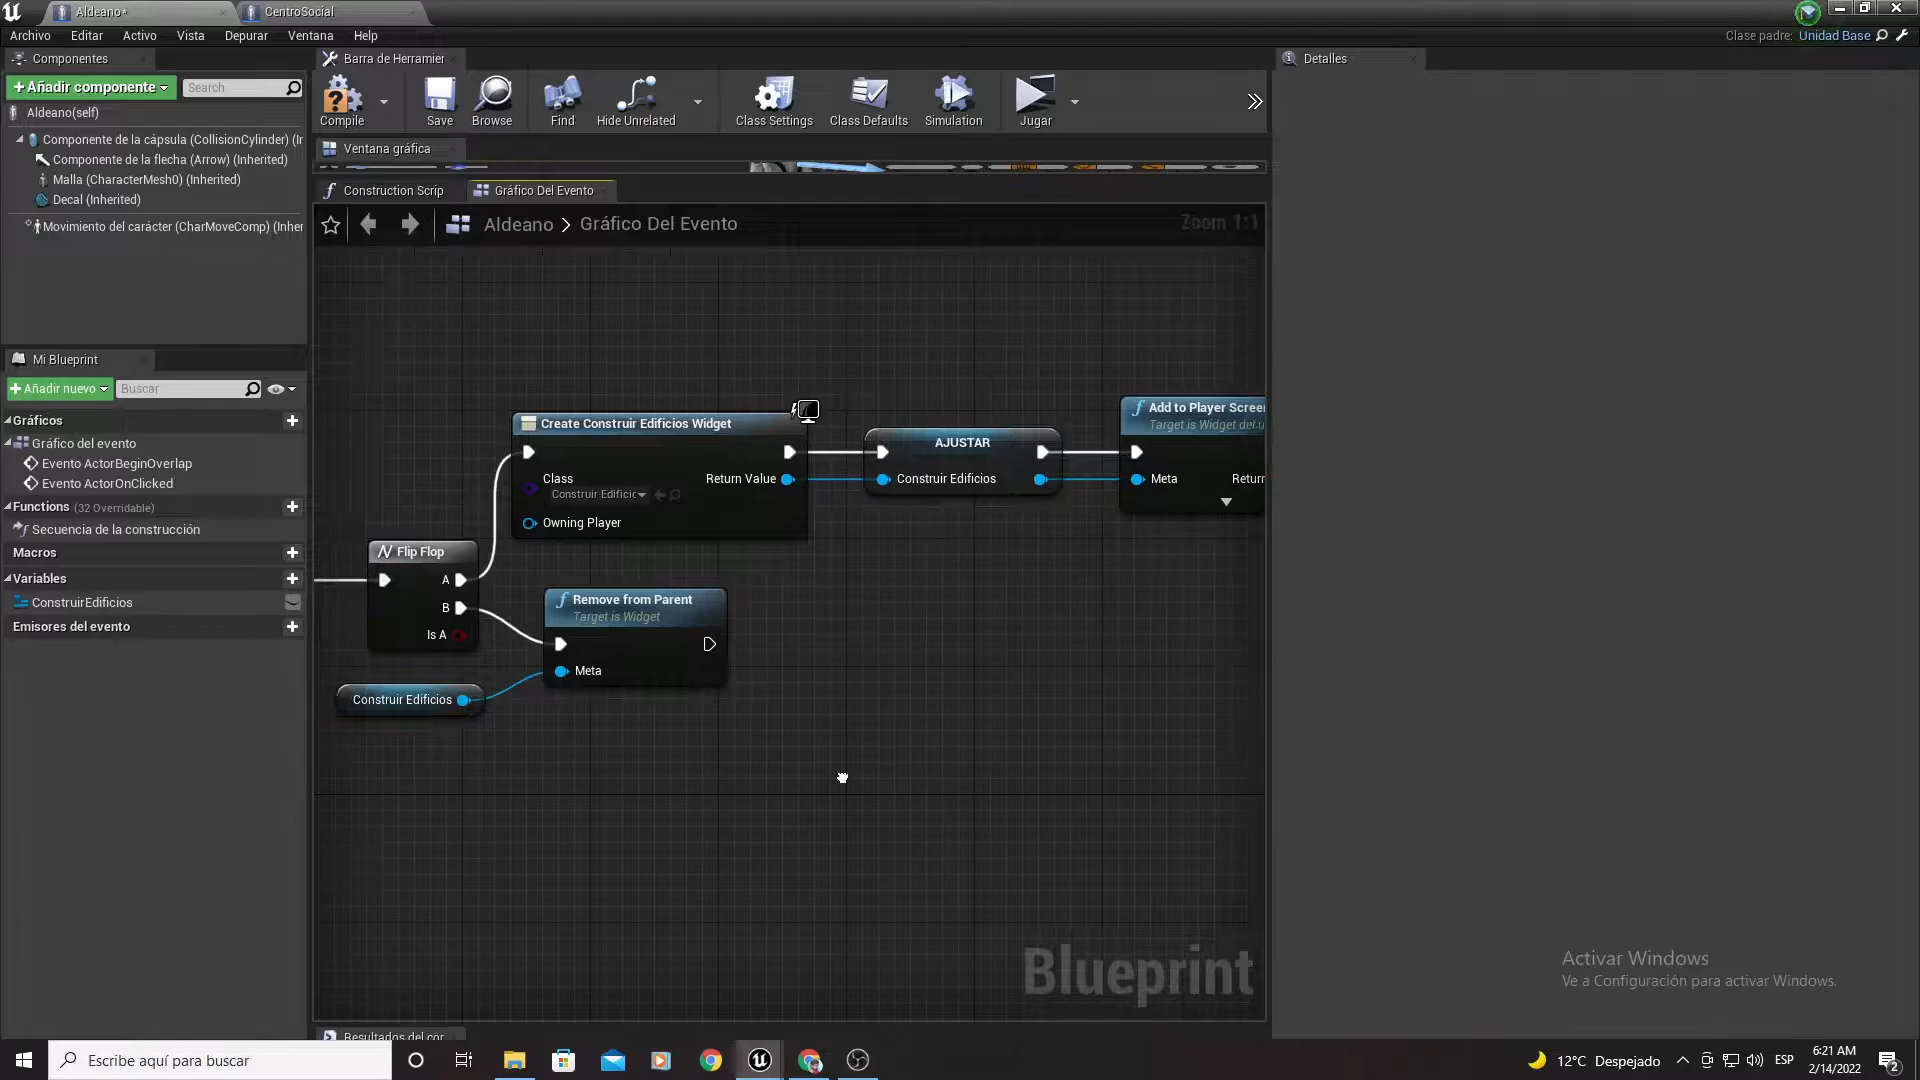 Aldeano*
CentroSocial
Archivo
Editar
Activo
Vista
Depurar
Ventana
Help
Clase padre: Unidad Base
Componentes
Barra de Herramier
Detalles
Añadir componente
Search
Compile
Save
Browse
Find
Hide Unrelated
Class Settings
Class Defaults
Simulation
Jugar
Aldeano(self)
Componente de la cápsula (CollisionCylinder) (Ir
Componente de la flecha (Arrow) (Inherited)
Malla (CharacterMesh0) (Inherited)
Decal (Inherited)
Movimiento del carácter (CharMoveComp) (Inher
Ventana gráfica
Construction Scrip
Gráfico Del Evento
Aldeano > Gráfico Del Evento
Zoom 1:1
Mi Blueprint
Añadir nuevo
Buscar
Gráficos
Gráfico del evento
Evento ActorBeginOverlap
Evento ActorOnClicked
Functions (32 Overridable)
Secuencia de la construcción
Macros
Variables
ConstruirEdificios
Emisores del evento
Create Construir Edificios Widget
Class
Construir Edific
Return Value
Owning Player
AJUSTAR
Construir Edificios
Add to Player Screen
Target is Widget del u
Meta
Return
Flip Flop
A
B
Is A
Remove from Parent
Target is Widget
Meta
Construir Edificios
Blueprint
Activar Windows
Ve a Configuración para activar Windows.
Resultados del cor
Escribe aquí para buscar
12°C Despejado
ESP
6:21 AM
2/14/2022
2